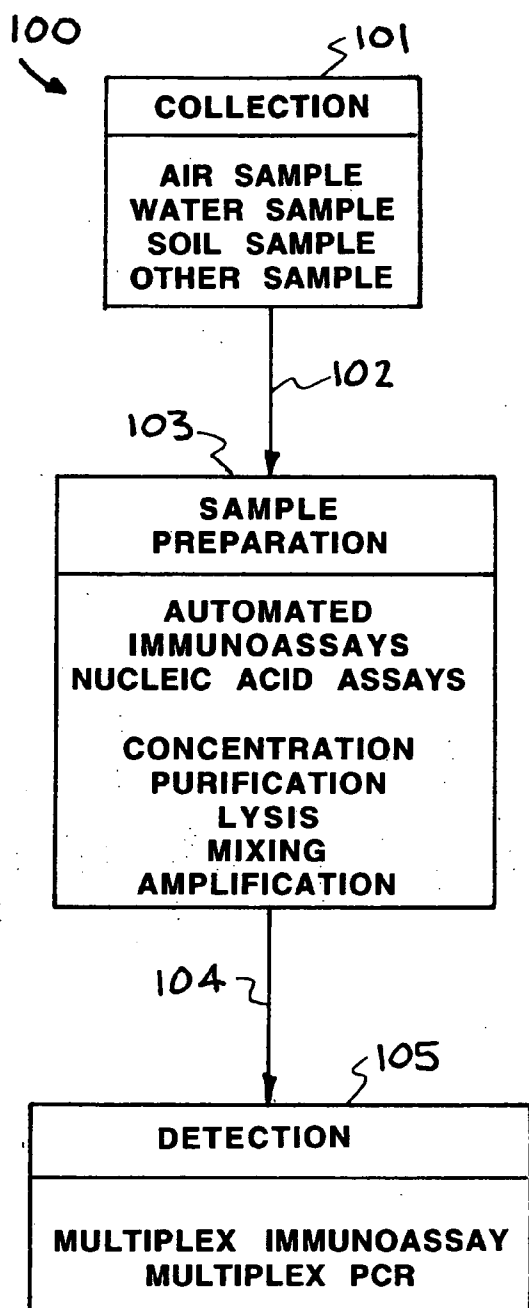 100
101
COLLECTION
AIR SAMPLE
WATER SAMPLE
SOIL SAMPLE
OTHER SAMPLE
102
103
SAMPLE
PREPARATION
AUTOMATED
IMMUNOASSAYS
NUCLEIC ACID ASSAYS
CONCENTRATION
PURIFICATION
LYSIS
MIXING
AMPLIFICATION
104
105
DETECTION
MULTIPLEX IMMUNOASSAY
MULTIPLEX PCR